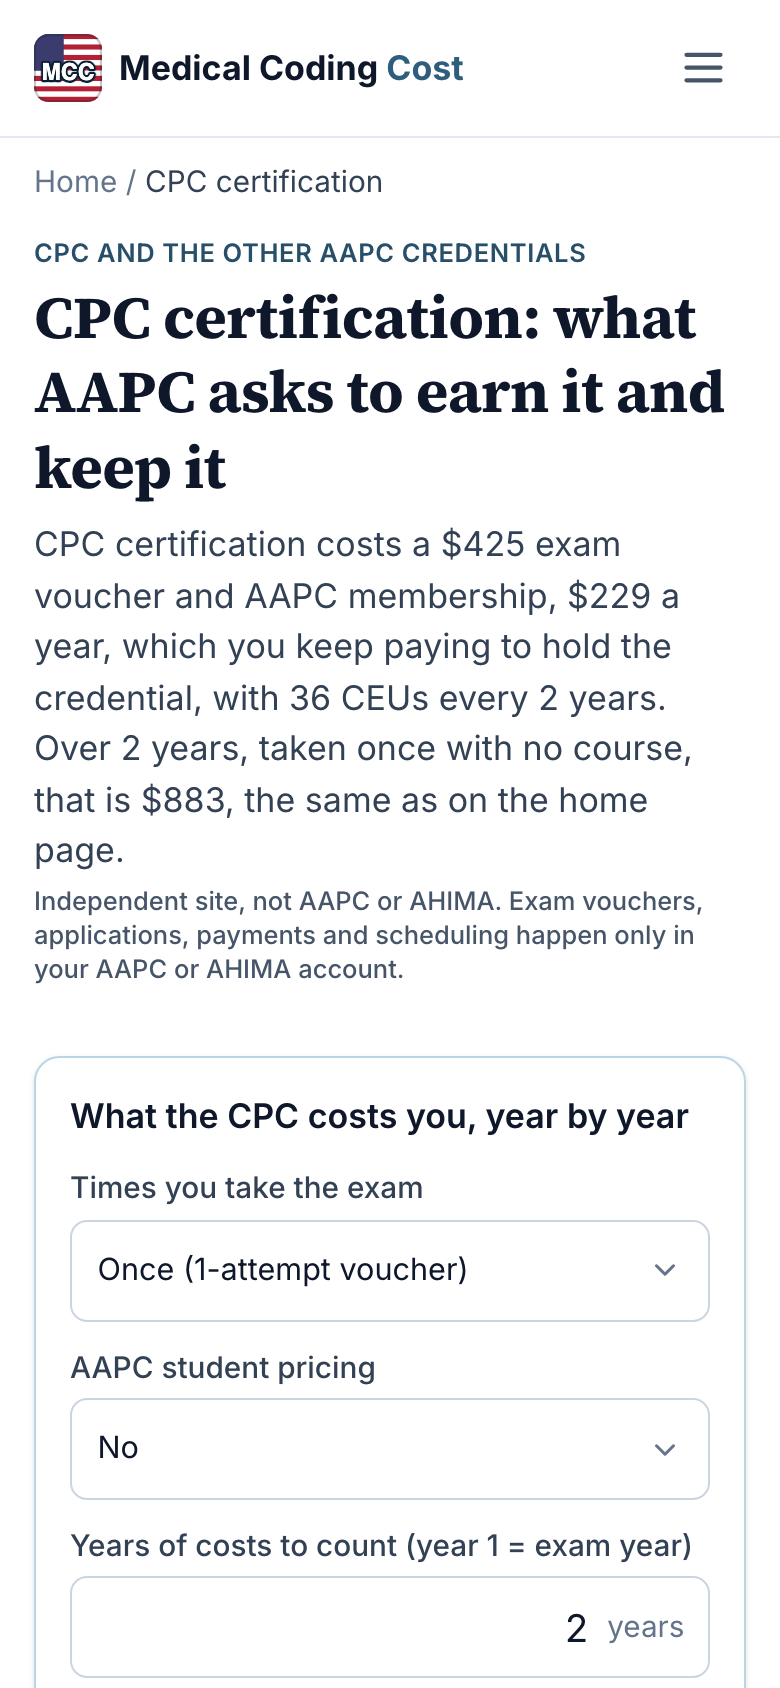 MCC
Medical Coding Cost
Home / CPC certification
CPC AND THE OTHER AAPC CREDENTIALS
CPC certification: what
AAPC asks to earn it and
keep it
CPC certification costs a $425 exam
voucher and AAPC membership, $229 a
year, which you keep paying to hold the
credential, with 36 CEUs every 2 years.
Over 2 years, taken once with no course,
that is $883, the same as on the home
page.
Independent site, not AAPC or AHIMA. Exam vouchers,
applications, payments and scheduling happen only in
your AAPC or AHIMA account.
What the CPC costs you, year by year
Times you take the exam
Once (1-attempt voucher)
AAPC student pricing
No
Years of costs to count (year 1 = exam year)
2 years